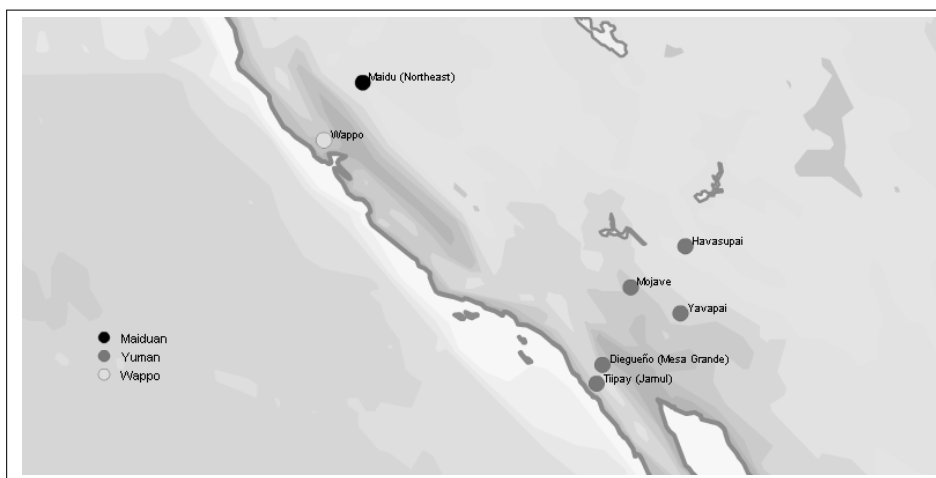 Maidu (Northeast)
Wappo
Havasupai
Mojave
Yavapai
Diegueño (Mesa Grande)
Tiipay (Jamul)
Maiduan
Yuman
Wappo